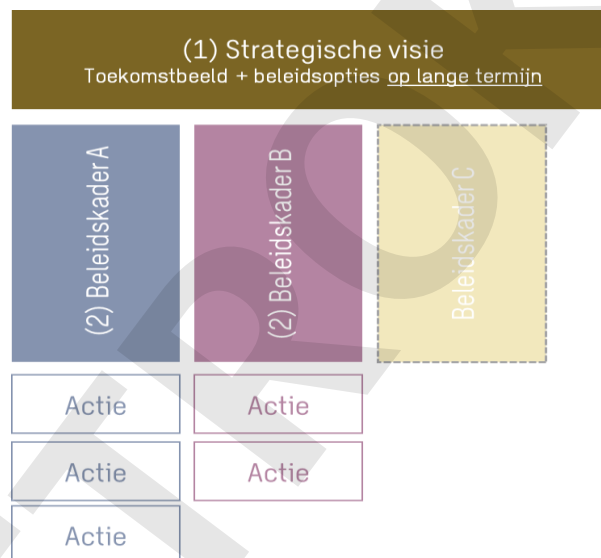 (1) Strategische visie
Toekomstbeeld + beleidsopties op lange termijn
(2) Beleidskader A
(2) Beleidskader B
Beleidskader C
Actie
Actie
Actie
Actie
Actie